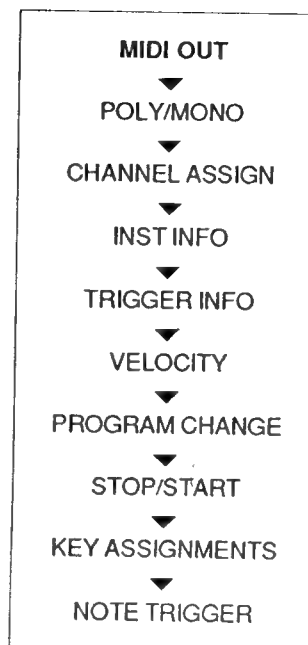 MIDI OUT
POLY/MONO
CHANNEL ASSIGN
INST INFO
TRIGGER INFO
VELOCITY
PROGRAM CHANGE
STOP/START
KEY ASSIGNMENTS
NOTE TRIGGER